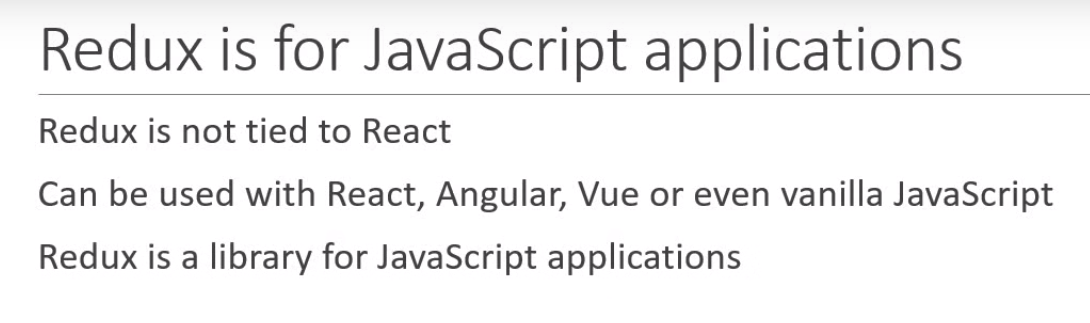 Redux is for JavaScript applications
Redux is not tied to React
Can be used with React, Angular, Vue or even vanilla JavaScript
Redux is a library for JavaScript applications